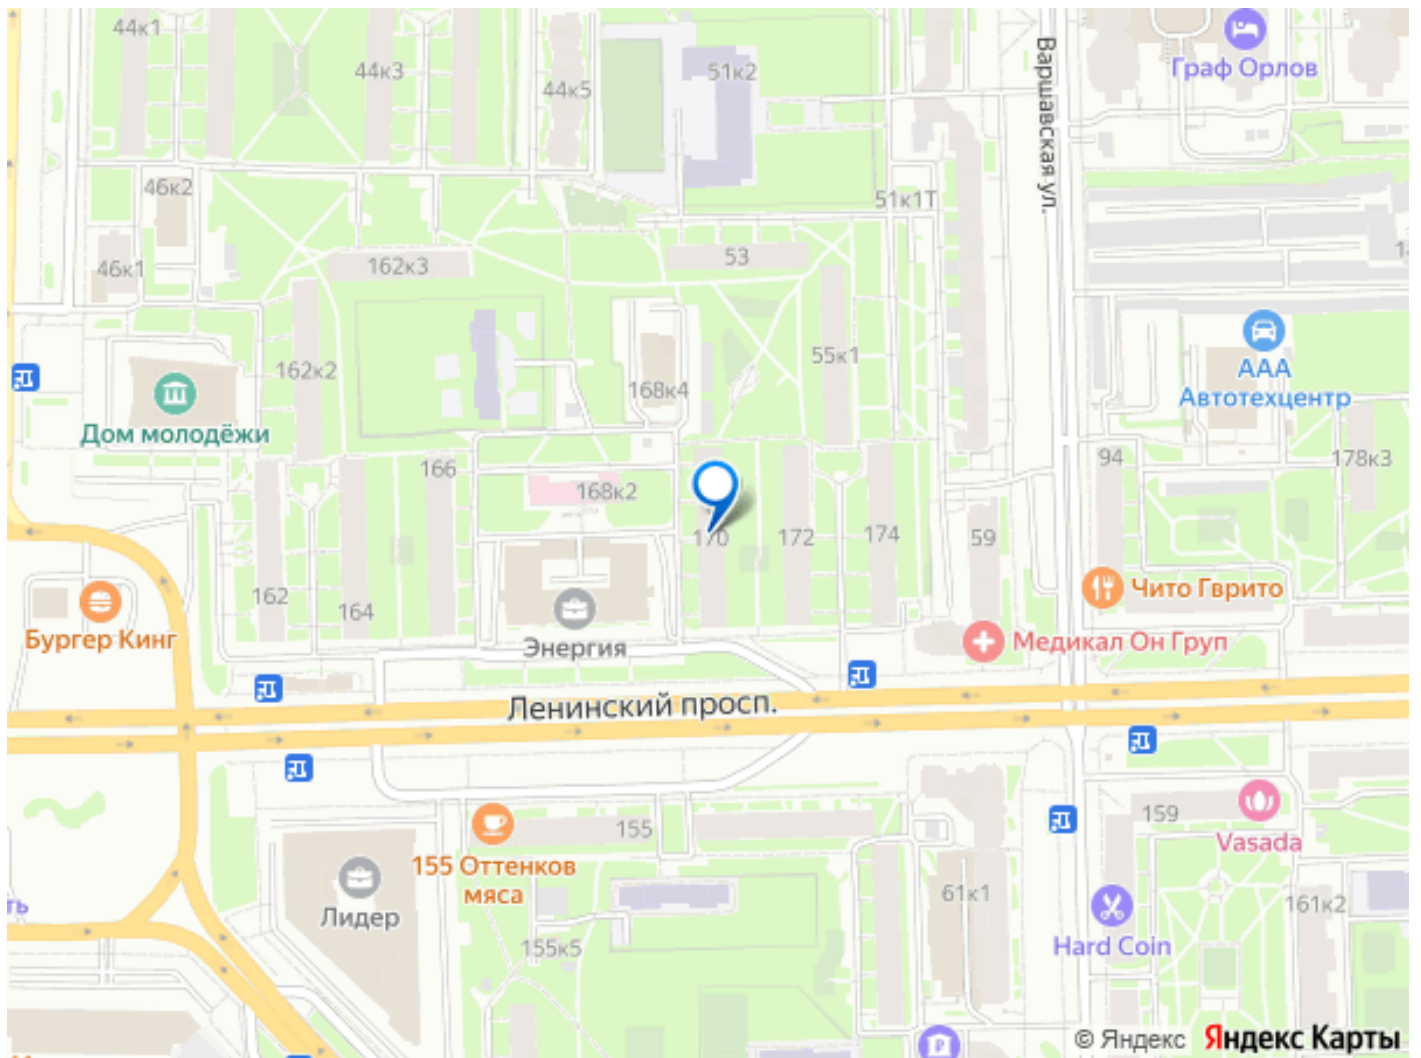 44к1
44к3
44к5
51к2
Варшавская ул.
Граф Орлов
46к2
51к1Т
46к1
162к3
53
162к2
168к4
55к1
ААА
Автотехцентр
Дом молодёжи
166
168к2
94
178к3
170
172
174
59
162
164
Чито Гврито
Бургер Кинг
Энергия
Медикал Он Груп
Ленинский просп.
155
159
Vasada
155 Оттенков
мяса
Лидер
61к1
161к2
Hard Coin
155к5
ть
© Яндекс Яндекс Карты